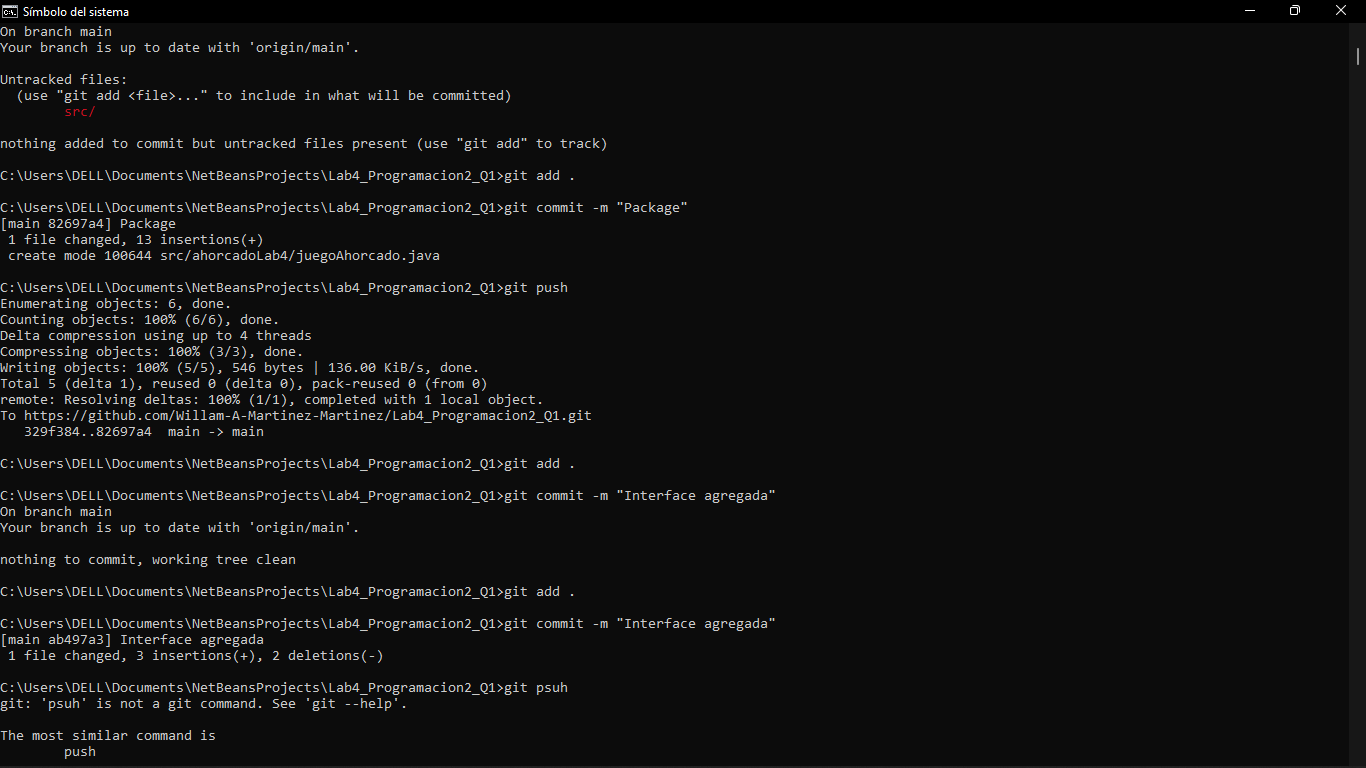 Símbolo del sistema
On branch main
Your branch is up to date with 'origin/main'.
Untracked files:
(use "git add <file>..." to include in what will be committed)
src/
nothing added to commit but untracked files present (use "git add" to track)
C:\Users\DELL\Documents\NetBeansProjects\Lab4_Programacion2_Q1>git add .
C:\Users\DELL\Documents\NetBeansProjects\Lab4_Programacion2_Q1>git commit -m "Package"
[main 82697a4] Package
1 file changed, 13 insertions(+)
create mode 100644 src/ahorcadoLab4/juegoAhorcado.java
C:\Users\DELL\Documents\NetBeansProjects\Lab4_Programacion2_Q1>git push
Enumerating objects: 6, done.
Counting objects: 100% (6/6), done.
Delta compression using up to 4 threads
Compressing objects: 100% (3/3), done.
Writing objects: 100% (5/5), 546 bytes | 136.00 KiB/s, done.
Total 5 (delta 1), reused 0 (delta 0), pack-reused 0 (from 0)
remote: Resolving deltas: 100% (1/1), completed with 1 local object.
To https://github.com/Willam-A-Martinez-Martinez/Lab4_Programacion2_Q1.git
329f384..82697a4  main -> main
C:\Users\DELL\Documents\NetBeansProjects\Lab4_Programacion2_Q1>git add .
C:\Users\DELL\Documents\NetBeansProjects\Lab4_Programacion2_Q1>git commit -m "Interface agregada"
On branch main
Your branch is up to date with 'origin/main'.
nothing to commit, working tree clean
C:\Users\DELL\Documents\NetBeansProjects\Lab4_Programacion2_Q1>git add .
C:\Users\DELL\Documents\NetBeansProjects\Lab4_Programacion2_Q1>git commit -m "Interface agregada"
[main ab497a3] Interface agregada
1 file changed, 3 insertions(+), 2 deletions(-)
C:\Users\DELL\Documents\NetBeansProjects\Lab4_Programacion2_Q1>git psuh
git: 'psuh' is not a git command. See 'git --help'.
The most similar command is
push